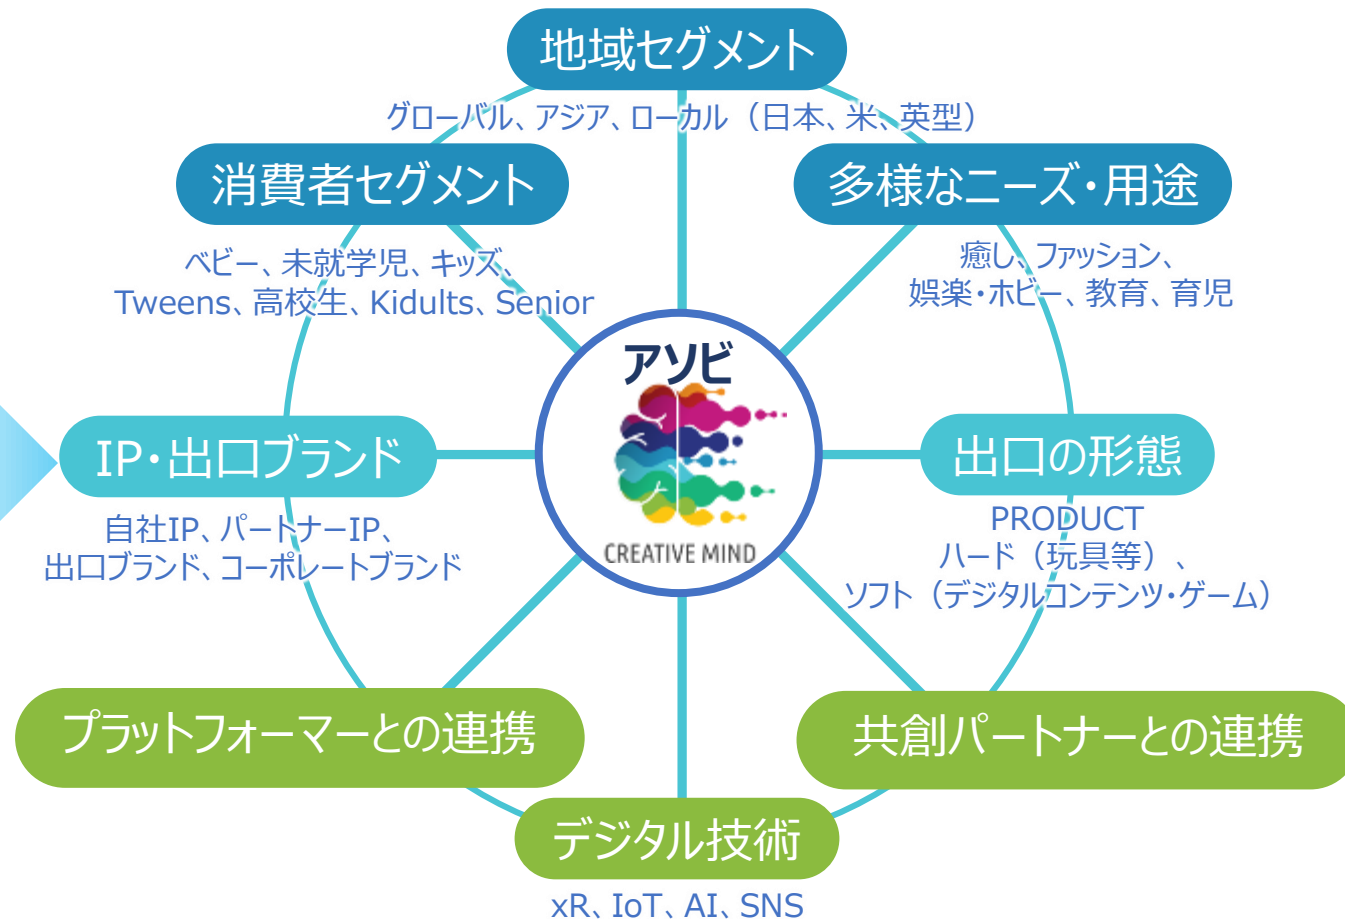 地域セグメント
グローバル、アジア、ローカル（日本、米、英型）
消費者セグメント
ベビー、未就学児、キッズ、
Tweens、高校生、Kidults、Senior
多様なニーズ・用途
癒し、ファッション、
娯楽・ホビー、教育、育児
アソビ
CREATIVE MIND
IP・出口ブランド
自社IP、パートナーIP、
出口ブランド、コーポレートブランド
出口の形態
PRODUCT
ハード（玩具等）、
ソフト（デジタルコンテンツ・ゲーム）
プラットフォーマーとの連携
共創パートナーとの連携
デジタル技術
xR、IoT、AI、SNS